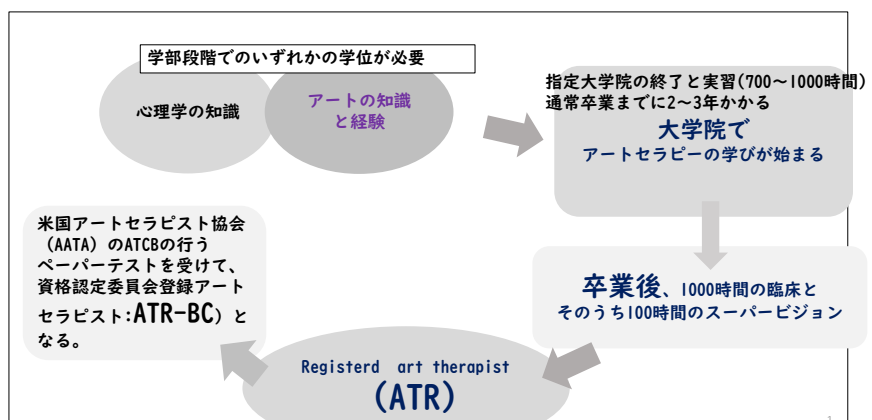 学部段階でのいずれかの学位が必要
心理学の知識
アートの知識
と経験
指定大学院の終了と実習(700～1000時間)
通常卒業までに2～3年かかる
大学院で
アートセラピーの学びが始まる
卒業後、1000時間の臨床と
そのうち100時間のスーパービジョン
Registerd art therapist
(ATR)
米国アートセラピスト協会
(AATA)のATCBの行う
ペーパーテストを受けて、
資格認定委員会登録アート
セラピスト:ATR-BC)と
なる。
1